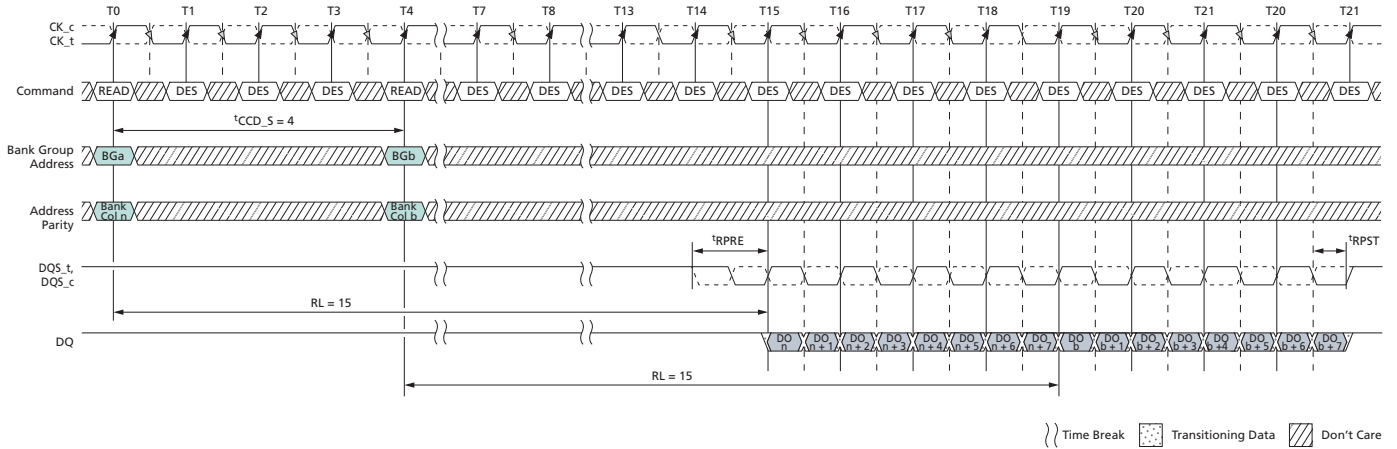 T0 T1 T2 T3 T4 T7 T8 T13 T14 T15 T16 T17 T18 T19 T20 T21 T20 T21
CK_c
CK_t
Command READ DES DES DES READ DES DES DES DES DES DES DES DES DES DES DES DES DES
tCCD_S = 4
Bank Group
Address
BGa BGb
Address
Parity
Bank
Col n
Bank
Col b
tRPRE tRPST
DQS_t,
DQS_c
RL = 15
DQ
DO
n
DO
n + 1
DO
n + 2
DO
n + 3
DO
n + 4
DO
n + 5
DO
n + 6
DO
n + 7
DO
b
DO
b + 1
DO
b + 2
DO
b + 3
DO
b + 4
DO
b + 5
DO
b + 6
DO
b + 7
RL = 15
Time Break Transitioning Data Don't Care